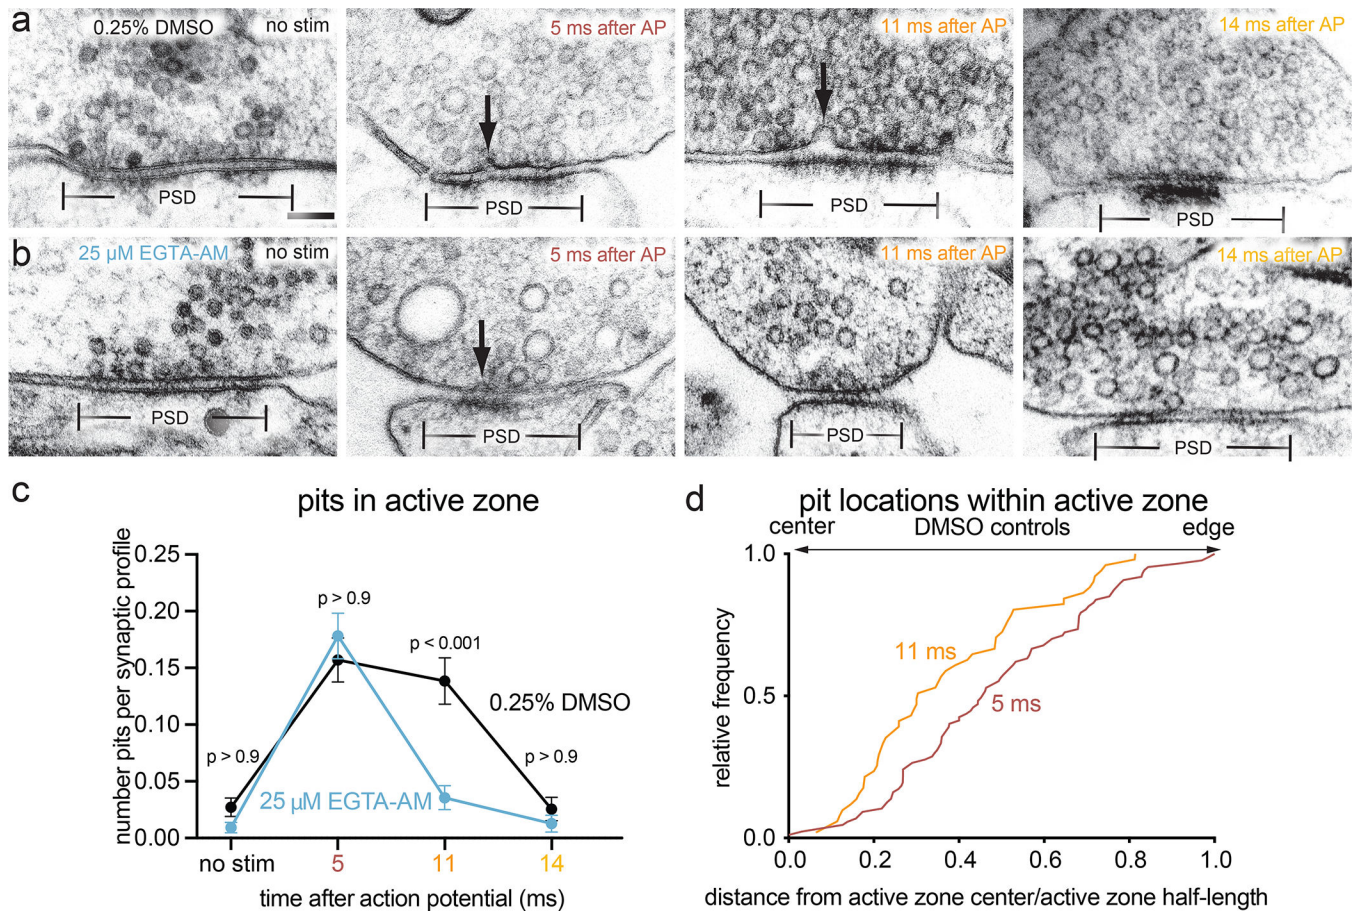 a
0.25% DMSO
no stim
5 ms after AP
11 ms after AP
14 ms after AP
PSD
PSD
PSD
PSD
b
25 µM EGTA-AM
no stim
5 ms after AP
11 ms after AP
14 ms after AP
PSD
PSD
PSD
PSD
c
pits in active zone
number pits per synaptic profile
0.25
0.20
0.15
0.10
0.05
0.00
p > 0.9
p > 0.9
p < 0.001
p > 0.9
0.25% DMSO
25 µM EGTA-AM
no stim
5
11
14
time after action potential (ms)
d
pit locations within active zone
center
DMSO controls
edge
relative frequency
1.0
0.5
0.0
11 ms
5 ms
0.0
0.2
0.4
0.6
0.8
1.0
distance from active zone center/active zone half-length